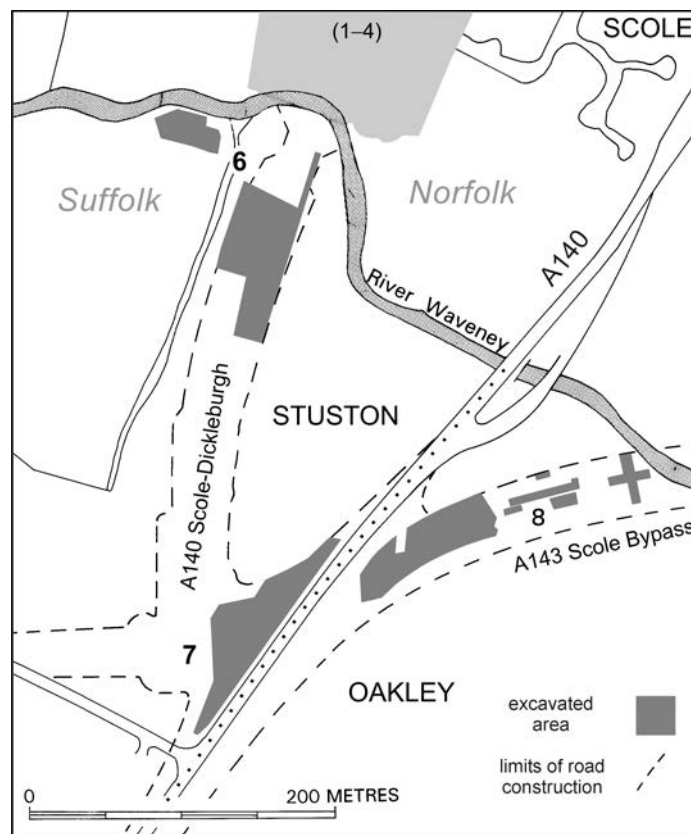 (1–4)
SCOLE
6
Suffolk
Norfolk
A140
River Waveney
STUSTON
A140 Scole-Dickleburgh
8
A143 Scole Bypass
7
OAKLEY
excavated
area
limits of road
construction
0
200 METRES